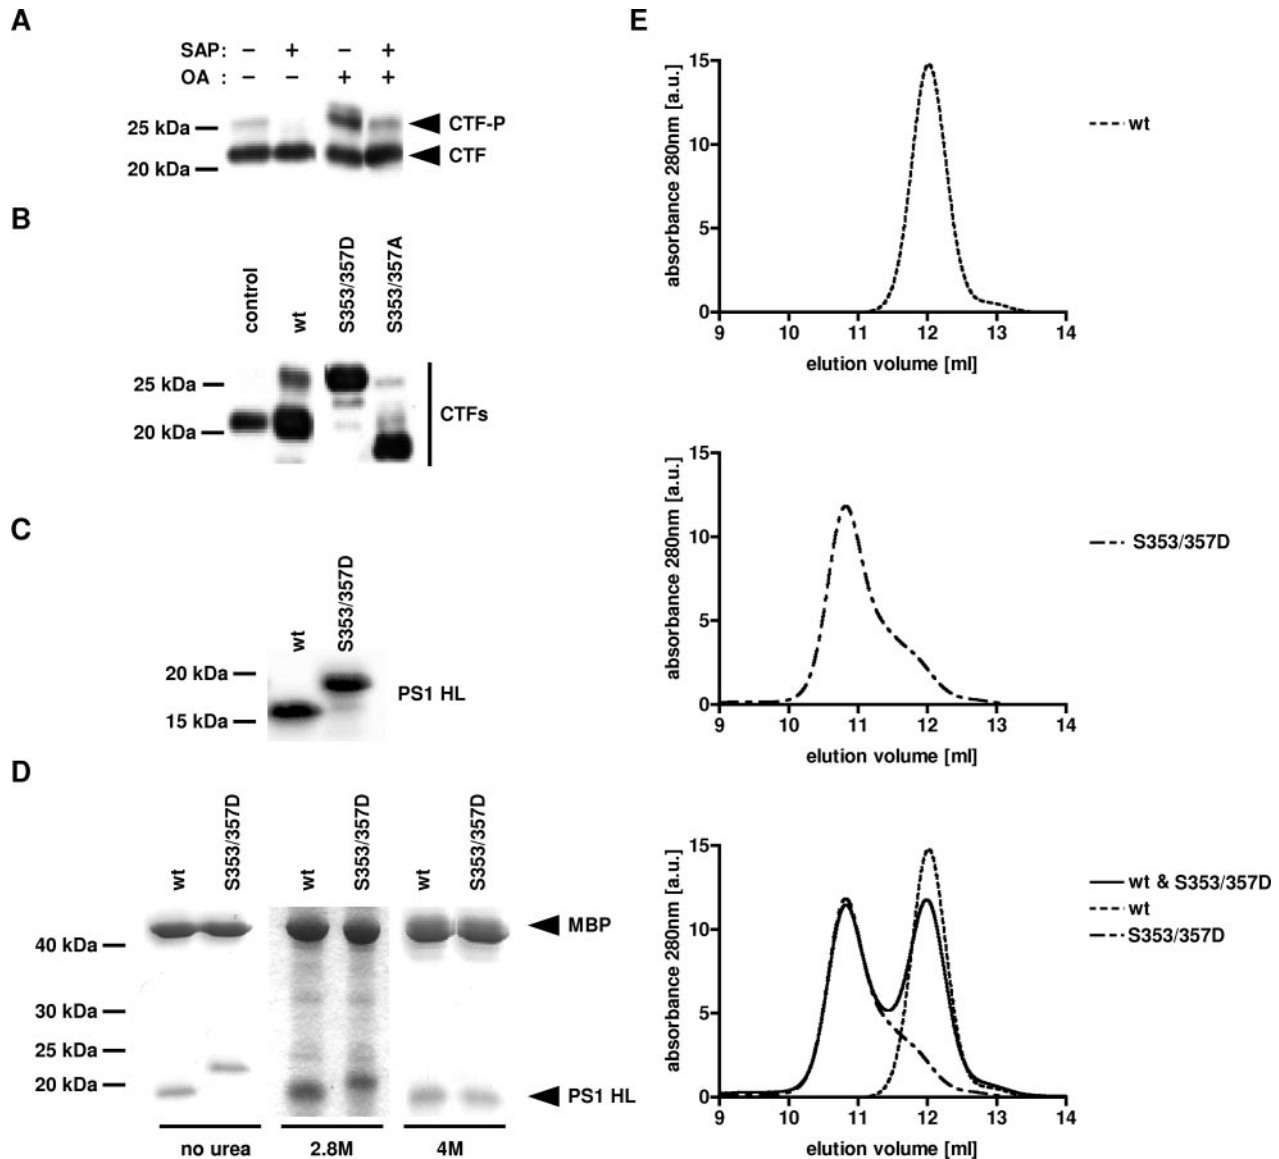 A
SAP: – + – +
OA : – – + +
25 kDa
CTF-P
20 kDa
CTF
B
control
wt
S353/357D
S353/357A
25 kDa
20 kDa
CTFs
C
wt
S353/357D
20 kDa
15 kDa
PS1 HL
D
wt
S353/357D
wt
S353/357D
wt
S353/357D
MBP
40 kDa
30 kDa
25 kDa
20 kDa
PS1 HL
no urea
2.8M
4M
E
absorbance 280nm [a.u.]
15
10
5
0
9 10 11 12 13 14
elution volume [ml]
wt
absorbance 280nm [a.u.]
15
10
5
0
9 10 11 12 13 14
elution volume [ml]
S353/357D
absorbance 280nm [a.u.]
15
10
5
0
9 10 11 12 13 14
elution volume [ml]
wt & S353/357D
wt
S353/357D